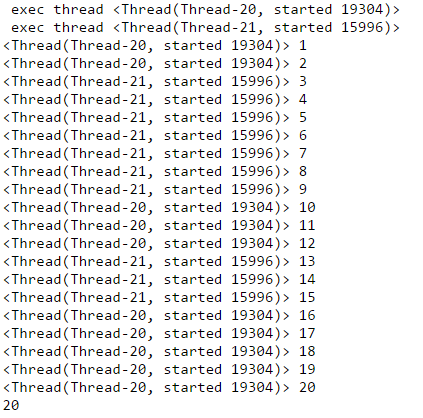 exec thread <Thread(Thread-20, started 19304)>
exec thread <Thread(Thread-21, started 15996)>
<Thread(Thread-20, started 19304)> 1
<Thread(Thread-20, started 19304)> 2
<Thread(Thread-21, started 15996)> 3
<Thread(Thread-21, started 15996)> 4
<Thread(Thread-21, started 15996)> 5
<Thread(Thread-21, started 15996)> 6
<Thread(Thread-21, started 15996)> 7
<Thread(Thread-21, started 15996)> 8
<Thread(Thread-21, started 15996)> 9
<Thread(Thread-20, started 19304)> 10
<Thread(Thread-20, started 19304)> 11
<Thread(Thread-20, started 19304)> 12
<Thread(Thread-21, started 15996)> 13
<Thread(Thread-21, started 15996)> 14
<Thread(Thread-21, started 15996)> 15
<Thread(Thread-20, started 19304)> 16
<Thread(Thread-20, started 19304)> 17
<Thread(Thread-20, started 19304)> 18
<Thread(Thread-20, started 19304)> 19
<Thread(Thread-20, started 19304)> 20
20